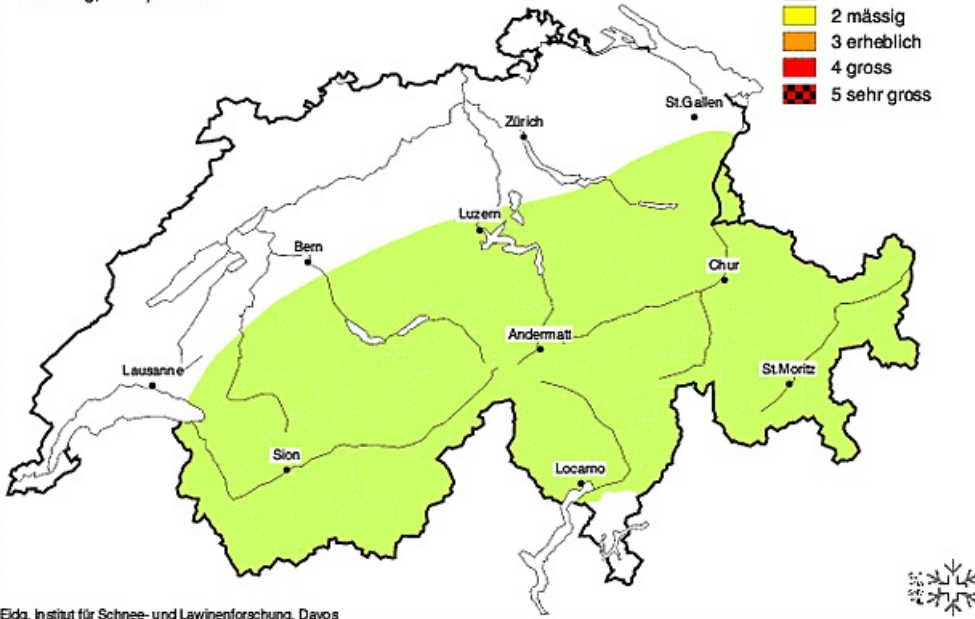 2 mässig
3 erheblich
4 gross
5 sehr gross
St.Gallen
Zürich
Luzern
Bern
Chur
Andermatt
Lausanne
St.Moritz
Sion
Locarno
Eidg. Institut für Schnee- und Lawinenforschung, Davos